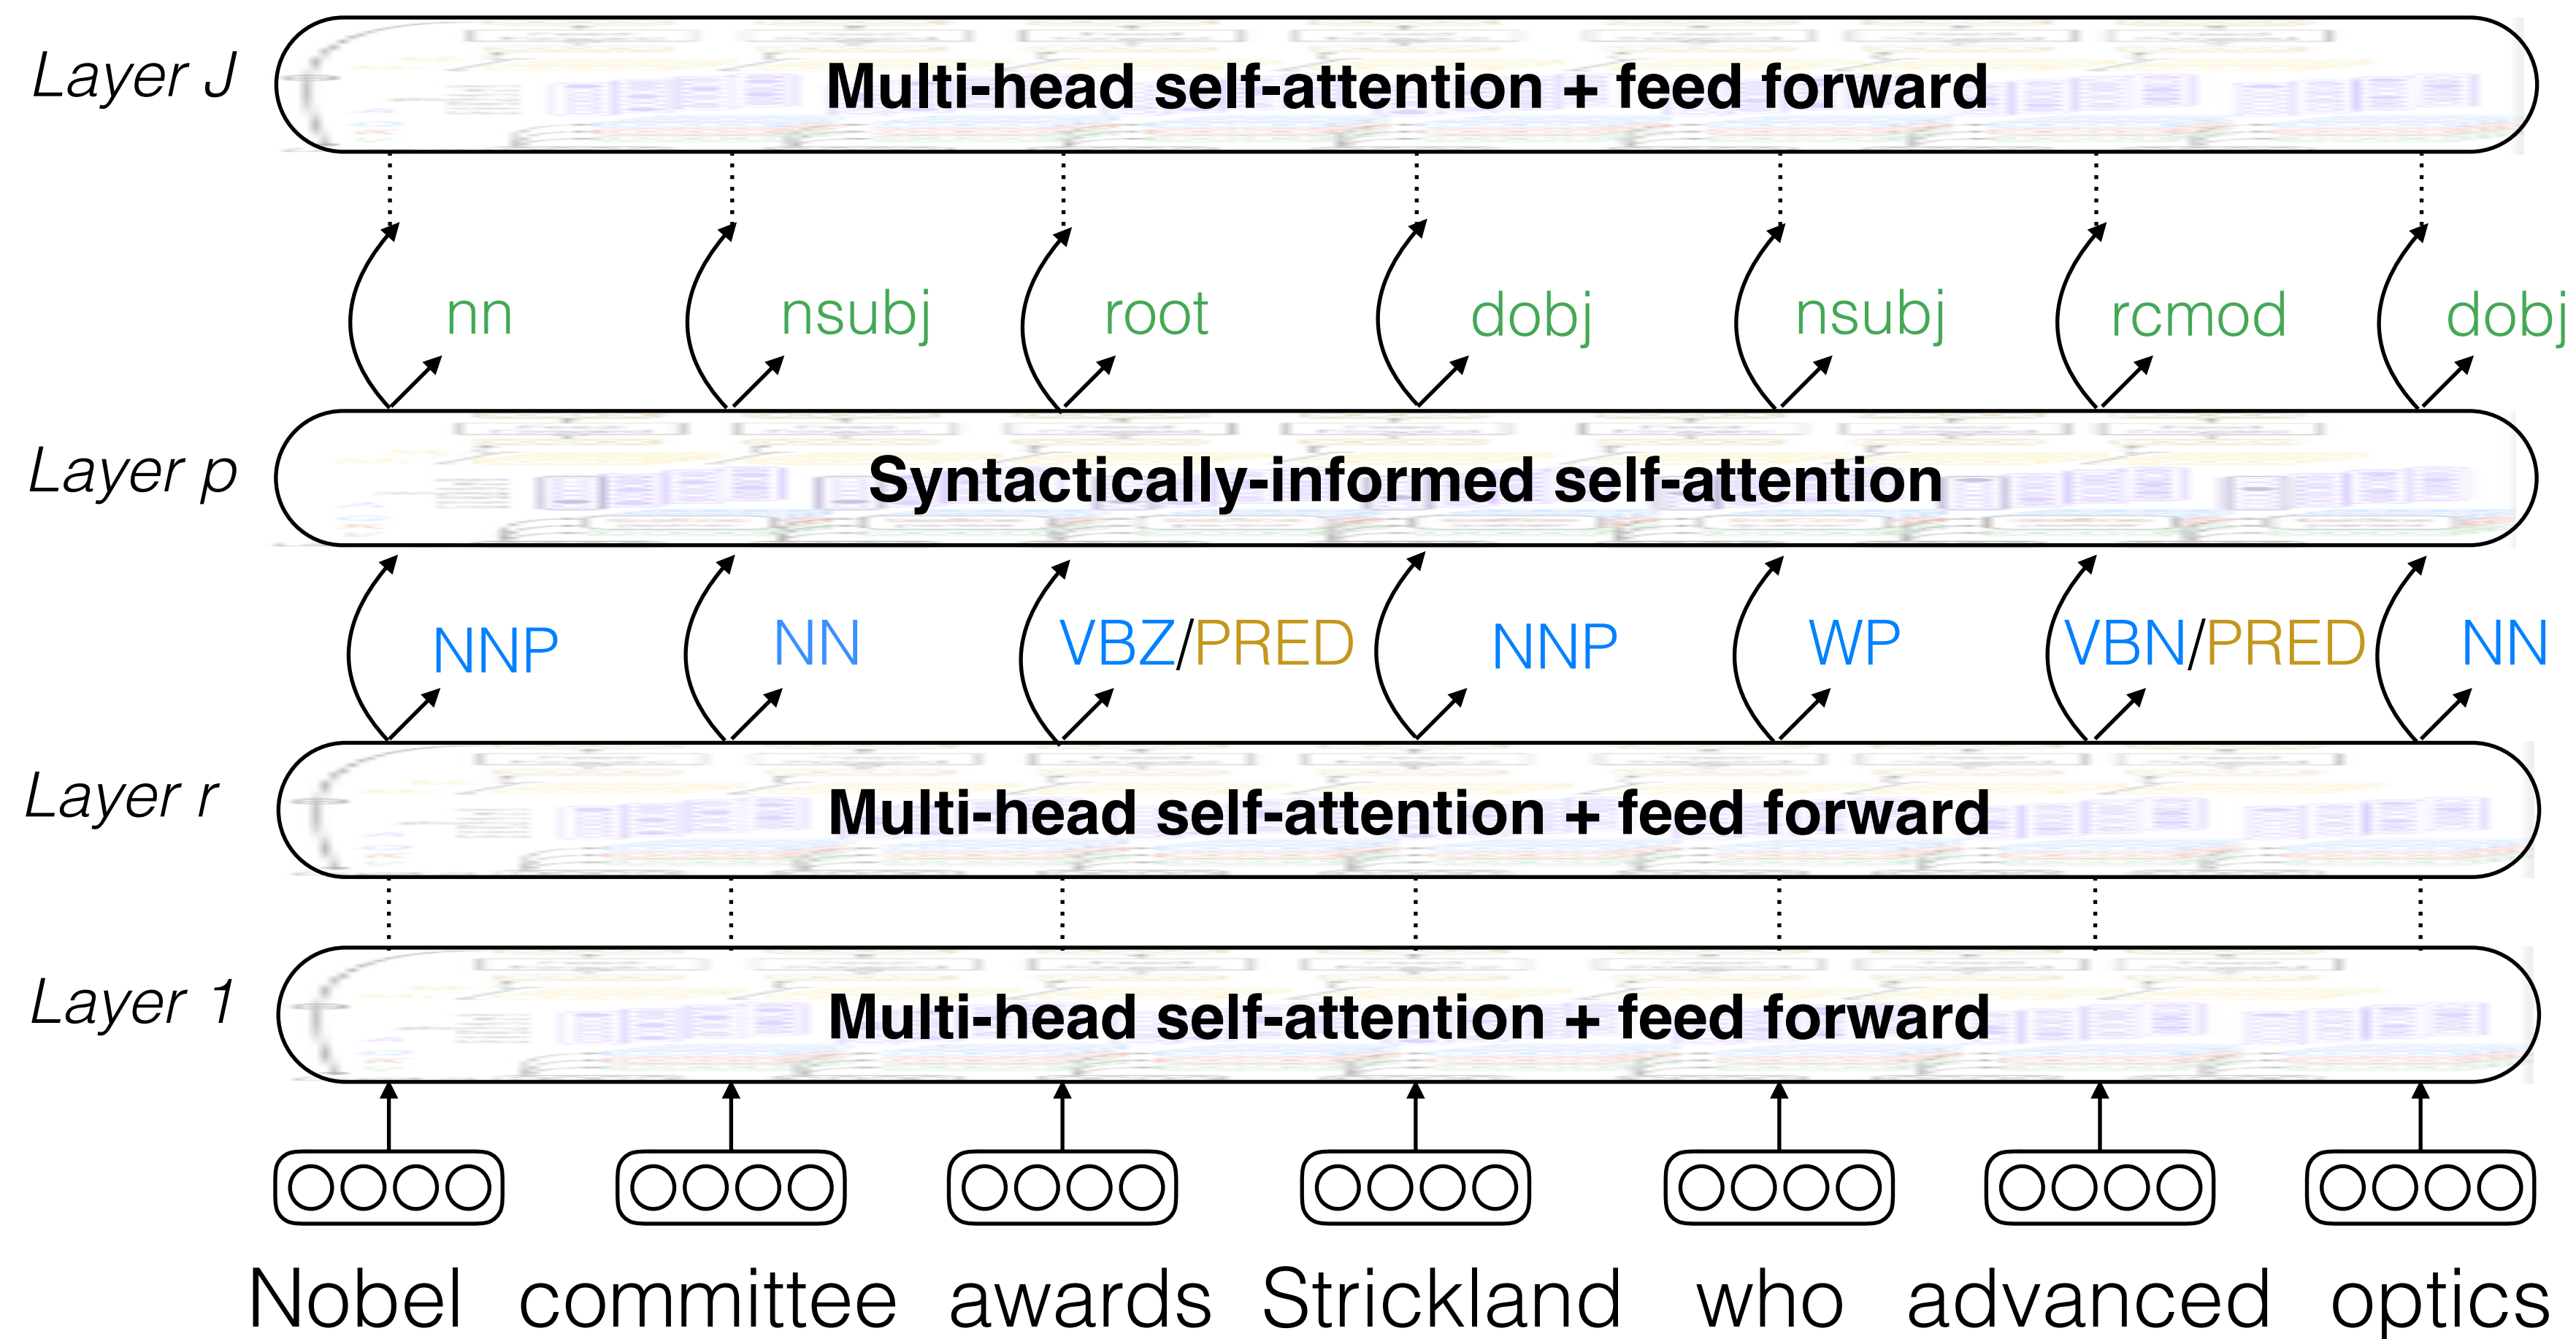 Layer J Multi-head self-attention + feed forward
nn nsubj root dobj nsubj rcmod dobj
Layer p Syntactically-informed self-attention
NNP NN VBZ/PRED NNP WP VBN/PRED NN
Layer r Multi-head self-attention + feed forward
Layer 1 Multi-head self-attention + feed forward
Nobel committee awards Strickland who advanced optics